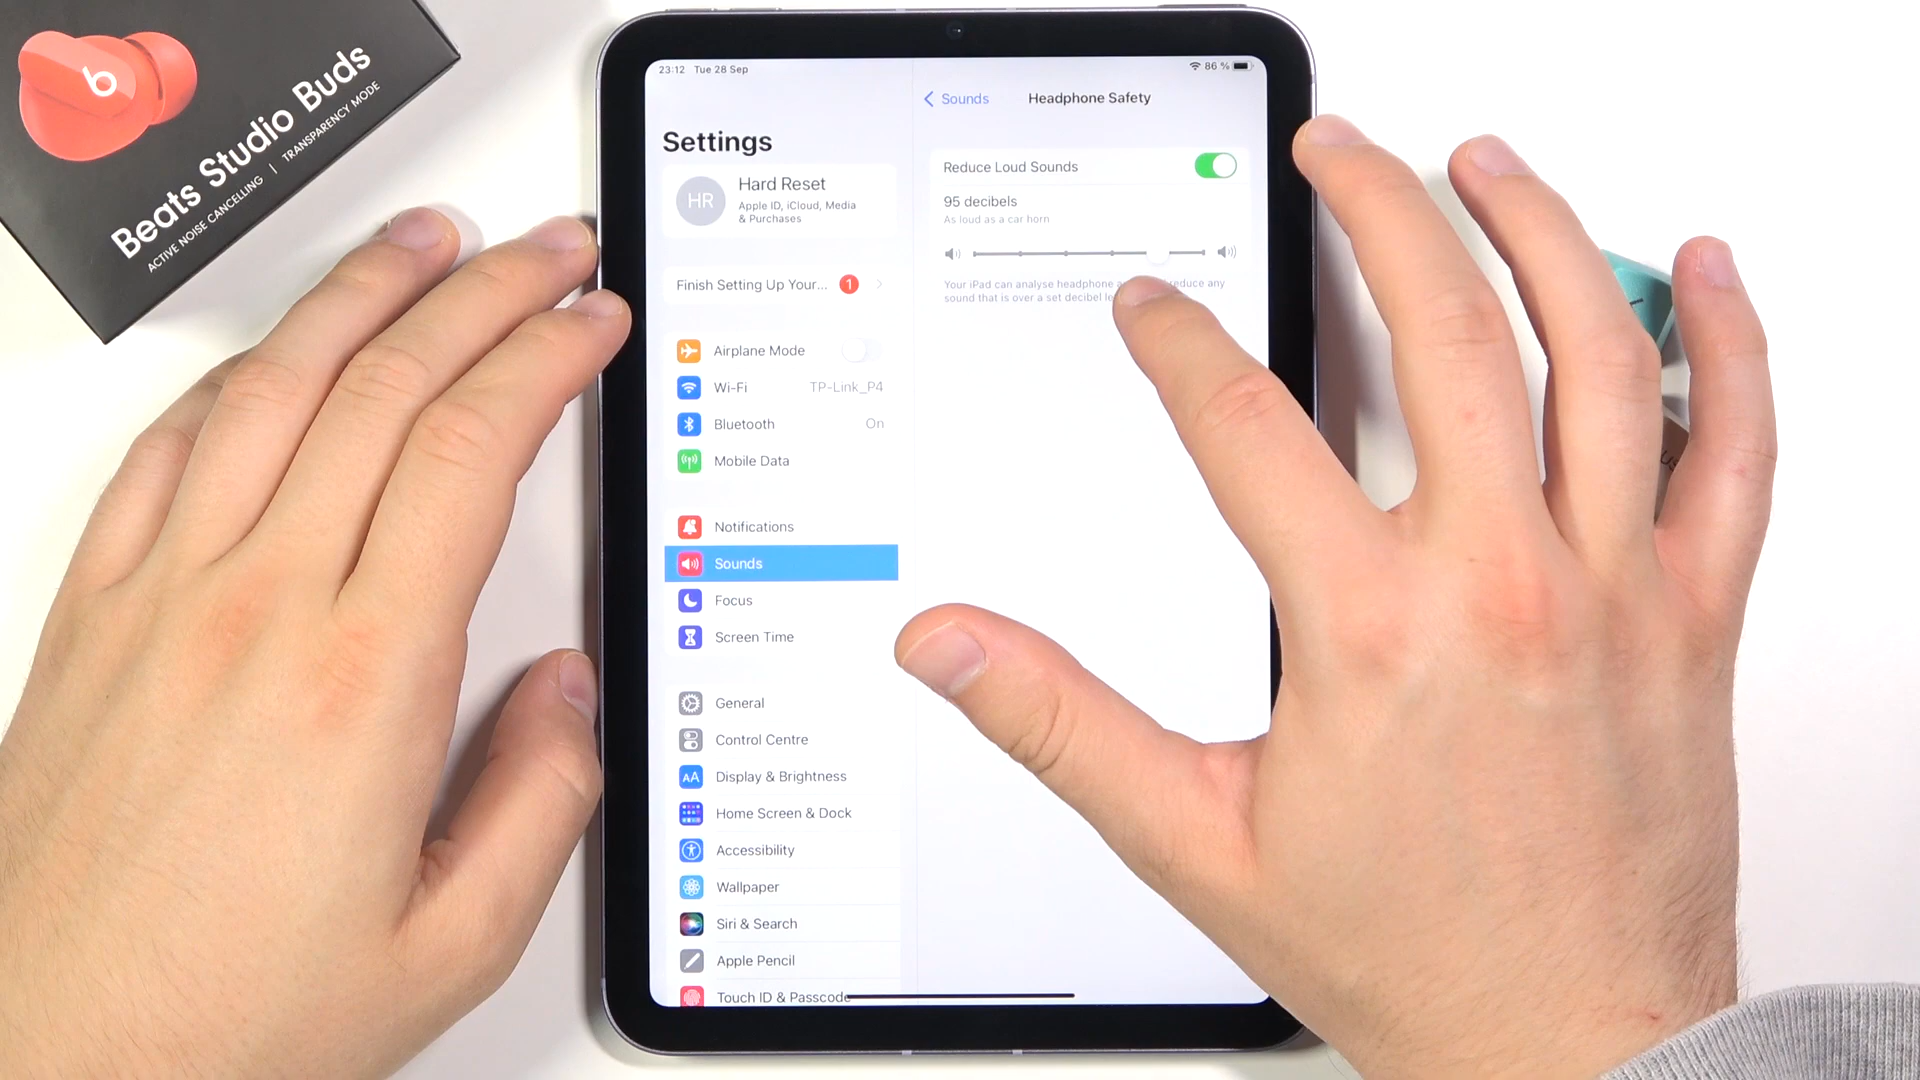 b
Beats Studio Buds
ACTIVE NOISE CANCELLING | TRANSPARENCY MODE
23:12 Tue 28 Sep
86 %
Settings
HR
Hard Reset
Apple ID, iCloud, Media
& Purchases
Finish Setting Up Your... 1
Airplane Mode
Wi-Fi TP-Link_P4
Bluetooth On
Mobile Data
Notifications
Sounds
Focus
Screen Time
General
Control Centre
AA Display & Brightness
Home Screen & Dock
Accessibility
Wallpaper
Siri & Search
Apple Pencil
Touch ID & Passcode
Sounds Headphone Safety
Reduce Loud Sounds
95 decibels
As loud as a car horn
Your iPad can analyse headphone reduce any
sound that is over a set decibel